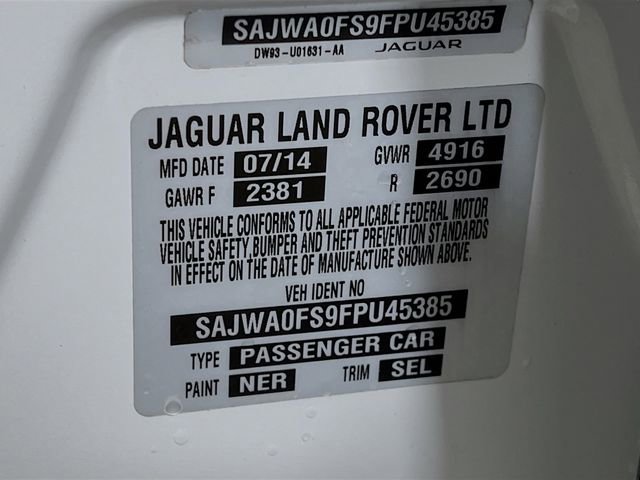 SAJWA0FS9FPU45385
DW93-U01631-AA JAGUAR
JAGUAR LAND ROVER LTD
MFD DATE 07/14 GVWR 4916
GAWR F 2381 R 2690
THIS VEHICLE CONFORMS TO ALL APPLICABLE FEDERAL MOTOR
VEHICLE SAFETY, BUMPER AND THEFT PREVENTION STANDARDS
IN EFFECT ON THE DATE OF MANUFACTURE SHOWN ABOVE.
VEH IDENT NO
SAJWA0FS9FPU45385
TYPE PASSENGER CAR
PAINT NER TRIM SEL